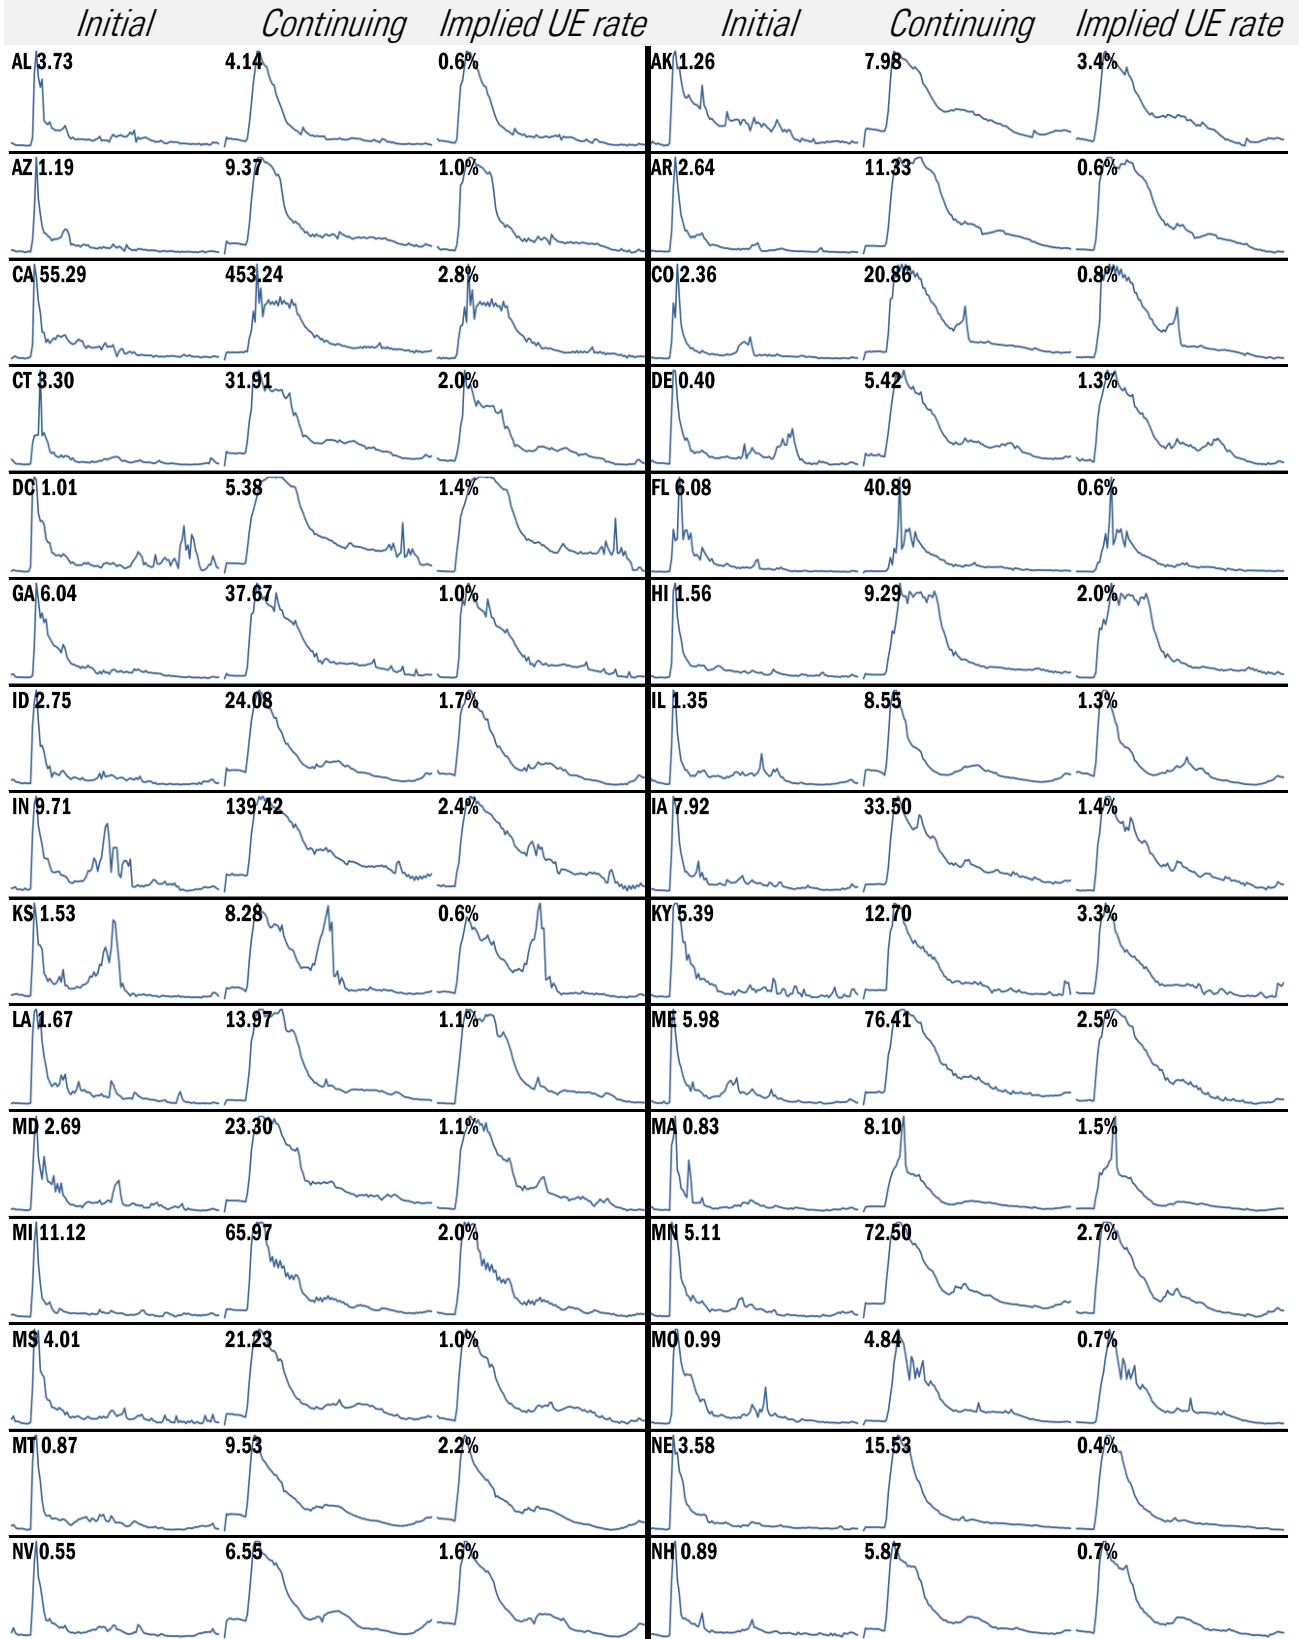 Initial Continuing Implied UE rate Initial Continuing Implied UE rate
AL 3.73 4.14 0.6% AK 1.26 7.98 3.4%
AZ 1.19 9.37 1.0% AR 2.64 11.33 0.6%
CA 55.29 453.24 2.8% CO 2.36 20.86 0.8%
CT 3.30 31.91 2.0% DE 0.40 5.42 1.3%
DC 1.01 5.38 1.4% FL 6.08 40.89 0.6%
GA 6.04 37.67 1.0% HI 1.56 9.29 2.0%
ID 2.75 24.08 1.7% IL 1.35 8.55 1.3%
IN 9.71 139.42 2.4% IA 7.92 33.50 1.4%
KS 1.53 8.28 0.6% KY 5.39 12.70 3.3%
LA 1.67 13.97 1.1% ME 5.98 76.41 2.5%
MD 2.69 23.30 1.1% MA 0.83 8.10 1.5%
MI 11.12 65.97 2.0% MN 5.11 72.50 2.7%
MS 4.01 21.23 1.0% MO 0.99 4.84 0.7%
MT 0.87 9.53 2.2% NE 3.58 15.53 0.4%
NV 0.55 6.55 1.6% NH 0.89 5.87 0.7%